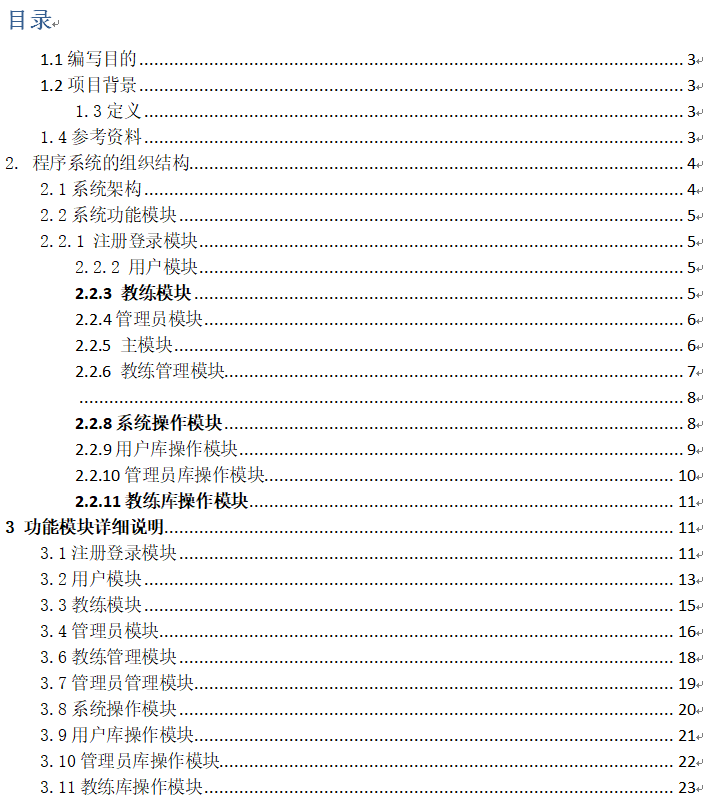 目录
1.1 编写目的 3
1.2 项目背景 3
1.3 定义 3
1.4 参考资料 3
2. 程序系统的组织结构 4
2.1 系统架构 4
2.2 系统功能模块 5
2.2.1 注册登录模块 5
2.2.2 用户模块 5
2.2.3 教练模块 5
2.2.4 管理员模块 6
2.2.5 主模块 6
2.2.6 教练管理模块 7
8
2.2.8 系统操作模块 8
2.2.9 用户库操作模块 9
2.2.10 管理员库操作模块 10
2.2.11 教练库操作模块 11
3 功能模块详细说明 11
3.1 注册登录模块 11
3.2 用户模块 13
3.3 教练模块 15
3.4 管理员模块 16
3.6 教练管理模块 18
3.7 管理员管理模块 19
3.8 系统操作模块 20
3.9 用户库操作模块 21
3.10 管理员库操作模块 22
3.11 教练库操作模块 23